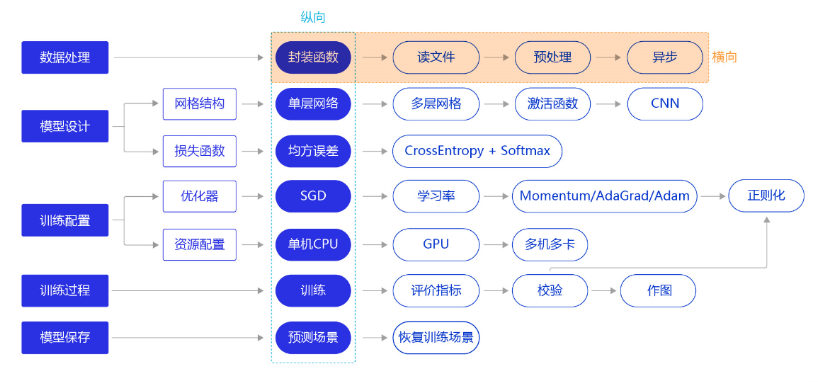 纵向
数据处理 封装函数 读文件 预处理 异步 横向
网格结构 单层网络 多层网格 激活函数 CNN
模型设计
损失函数 均方误差 CrossEntropy + Softmax
优化器 SGD 学习率 Momentum/AdaGrad/Adam 正则化
训练配置
资源配置 单机CPU GPU 多机多卡
训练过程 训练 评价指标 校验 作图
模型保存 预测场景 恢复训练场景